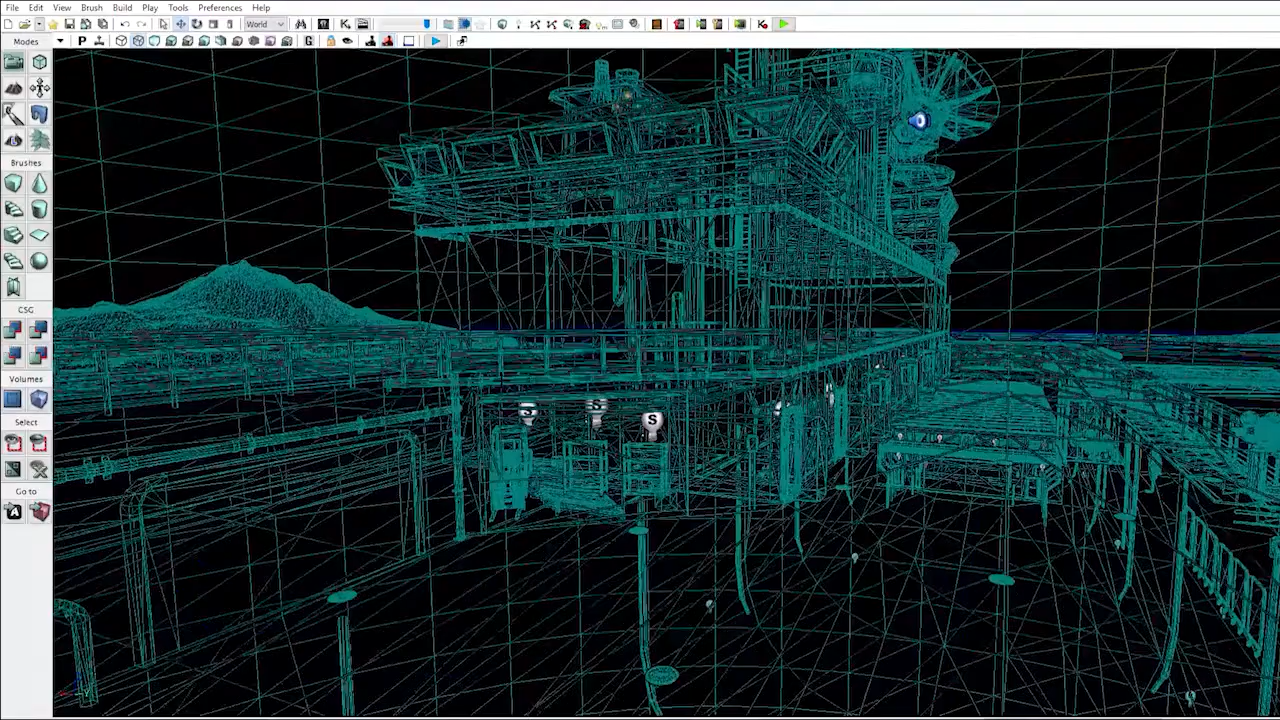 File Edit View Brush Build Play Tools Preferences Help
World
Modes
P
G
Brushes
CSG
Volumes
Select
Go to
A
S
S
S